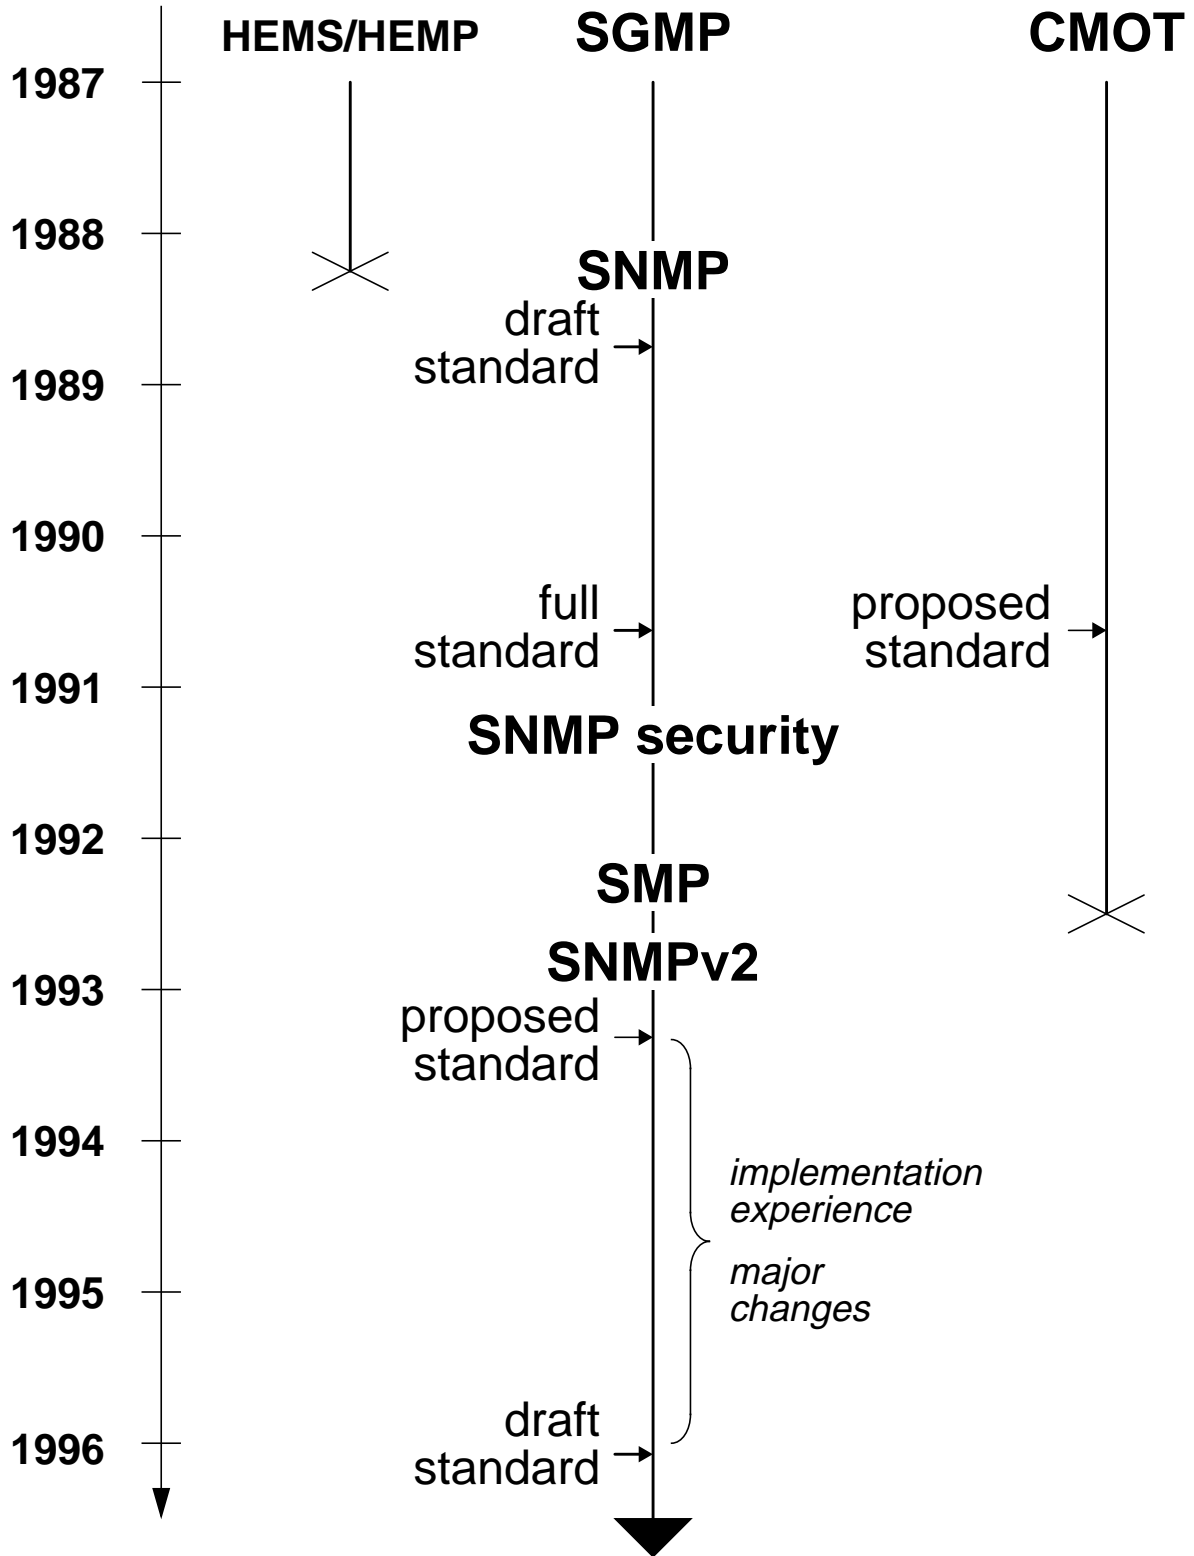 HEMS/HEMP
SGMP
CMOT
1987
1988
SNMP
draft
standard
1989
1990
full
standard
proposed
standard
1991
SNMP security
1992
SMP
SNMPv2
1993
proposed
standard
1994
implementation
experience
major
changes
1995
draft
standard
1996